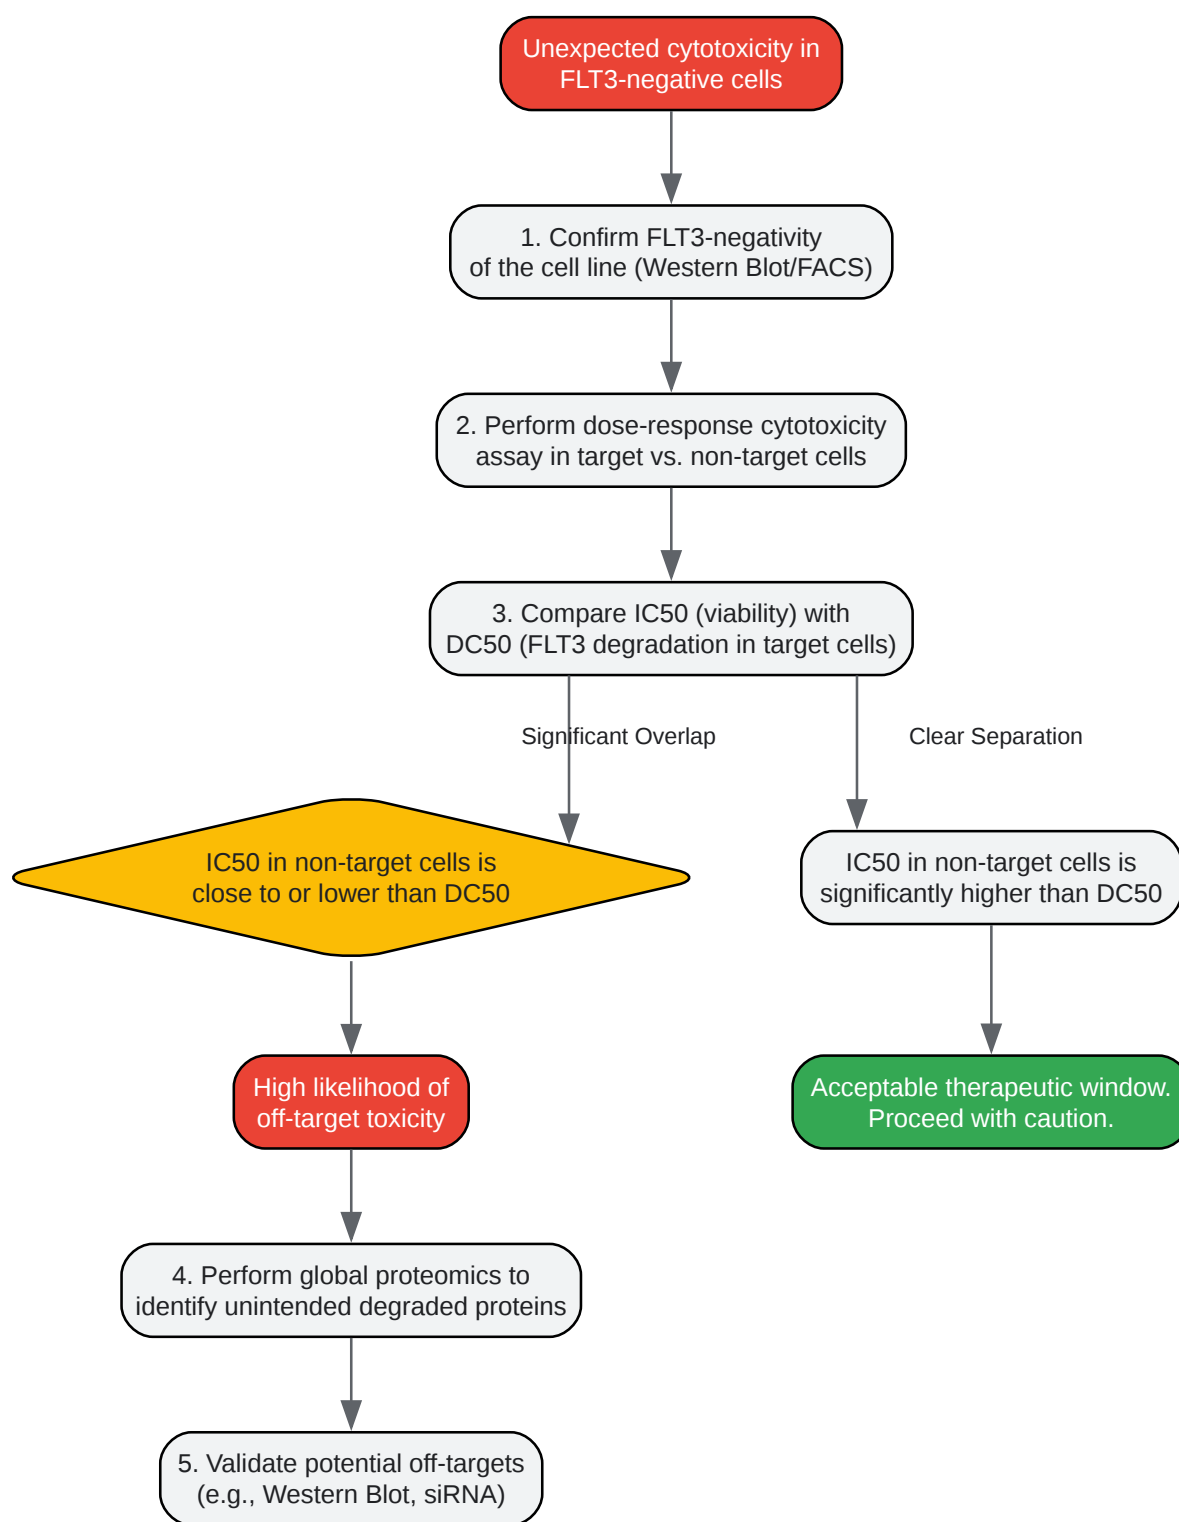 Unexpected cytotoxicity in
FLT3-negative cells
1. Confirm FLT3-negativity
of the cell line (Western Blot/FACS)
2. Perform dose-response cytotoxicity
assay in target vs. non-target cells
3. Compare IC50 (viability) with
DC50 (FLT3 degradation in target cells)
Significant Overlap
Clear Separation
IC50 in non-target cells is
close to or lower than DC50
IC50 in non-target cells is
significantly higher than DC50
High likelihood of
off-target toxicity
Acceptable therapeutic window.
Proceed with caution.
4. Perform global proteomics to
identify unintended degraded proteins
5. Validate potential off-targets
(e.g., Western Blot, siRNA)